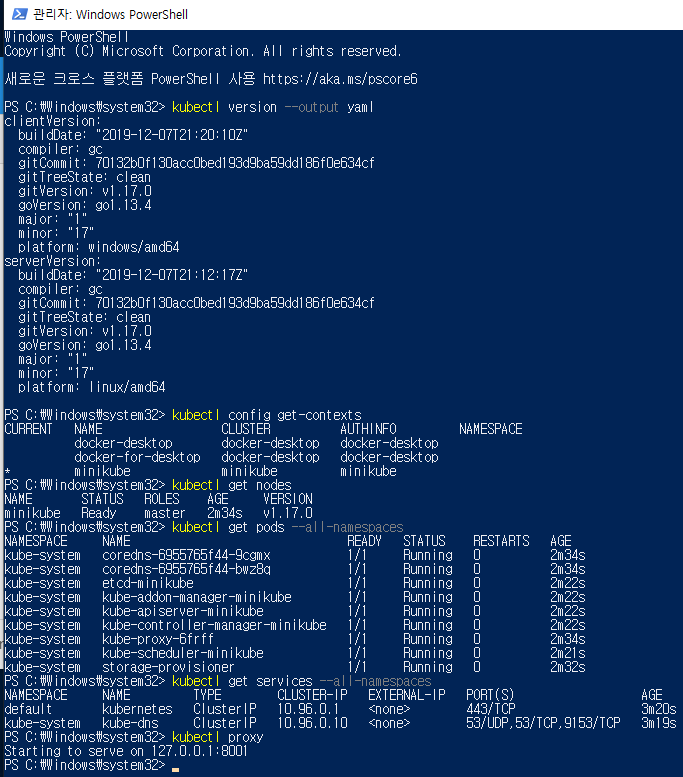 관리자: Windows PowerShell
Windows PowerShell
Copyright (C) Microsoft Corporation. All rights reserved.
새로운 크로스 플랫폼 PowerShell 사용 https://aka.ms/pscore6
PS C:₩Windows₩system32> kubectl version --output yaml
clientVersion:
  buildDate: "2019-12-07T21:20:10Z"
  compiler: gc
  gitCommit: 70132b0f130acc0bed193d9ba59dd186f0e634cf
  gitTreeState: clean
  gitVersion: v1.17.0
  goVersion: go1.13.4
  major: "1"
  minor: "17"
  platform: windows/amd64
serverVersion:
  buildDate: "2019-12-07T21:12:17Z"
  compiler: gc
  gitCommit: 70132b0f130acc0bed193d9ba59dd186f0e634cf
  gitTreeState: clean
  gitVersion: v1.17.0
  goVersion: go1.13.4
  major: "1"
  minor: "17"
  platform: linux/amd64
PS C:₩Windows₩system32> kubectl config get-contexts
CURRENT   NAME                 CLUSTER          AUTHINFO         NAMESPACE
          docker-desktop       docker-desktop   docker-desktop
          docker-for-desktop   docker-desktop   docker-desktop
*         minikube             minikube         minikube
PS C:₩Windows₩system32> kubectl get nodes
NAME       STATUS   ROLES    AGE     VERSION
minikube   Ready    master   2m34s   v1.17.0
PS C:₩Windows₩system32> kubectl get pods --all-namespaces
NAMESPACE     NAME                               READY   STATUS    RESTARTS   AGE
kube-system   coredns-6955765f44-9cgmx           1/1     Running   0          2m34s
kube-system   coredns-6955765f44-bwz8q           1/1     Running   0          2m34s
kube-system   etcd-minikube                      1/1     Running   0          2m22s
kube-system   kube-addon-manager-minikube        1/1     Running   0          2m22s
kube-system   kube-apiserver-minikube            1/1     Running   0          2m22s
kube-system   kube-controller-manager-minikube   1/1     Running   0          2m22s
kube-system   kube-proxy-6frff                   1/1     Running   0          2m34s
kube-system   kube-scheduler-minikube            1/1     Running   0          2m21s
kube-system   storage-provisioner                1/1     Running   0          2m32s
PS C:₩Windows₩system32> kubectl get services --all-namespaces
NAMESPACE     NAME         TYPE        CLUSTER-IP   EXTERNAL-IP   PORT(S)                  AGE
default       kubernetes   ClusterIP   10.96.0.1    <none>        443/TCP                  3m20s
kube-system   kube-dns     ClusterIP   10.96.0.10   <none>        53/UDP,53/TCP,9153/TCP   3m19s
PS C:₩Windows₩system32> kubectl proxy
Starting to serve on 127.0.0.1:8001
PS C:₩Windows₩system32>